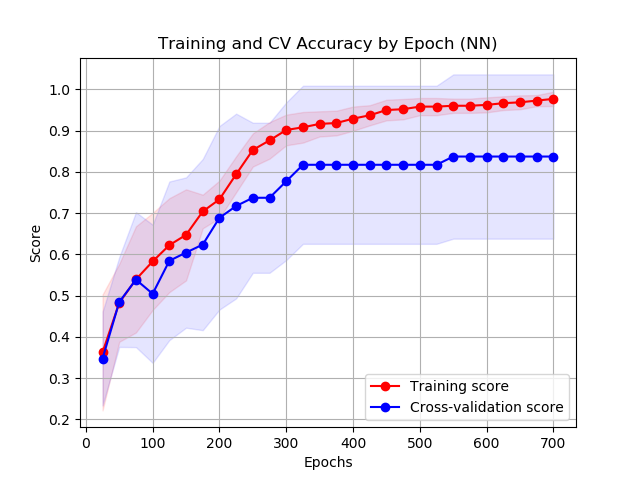 Training and CV Accuracy by Epoch (NN)
Score
1.0
0.9
0.8
0.7
0.6
0.5
0.4
0.3
0.2
Training score
Cross-validation score
0 100 200 300 400 500 600 700
Epochs